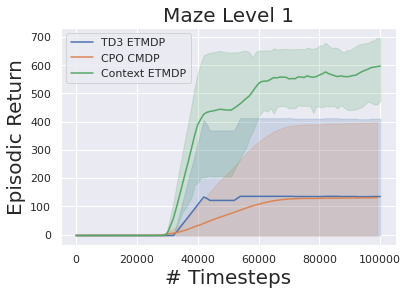 Maze Level 1
700
600
500
400
300
200
100
0
Episodic Return
TD3 ETMDP
CPO CMDP
Context ETMDP
0 20000 40000 60000 80000 100000
# Timesteps